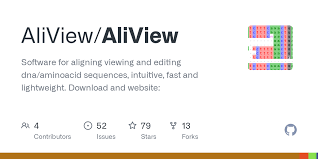 AliView/AliView
Software for aligning viewing and editing
dna/aminoacid sequences, intuitive, fast and
lightweight. Download and website:
4 52 79 13
Contributors Issues Stars Forks